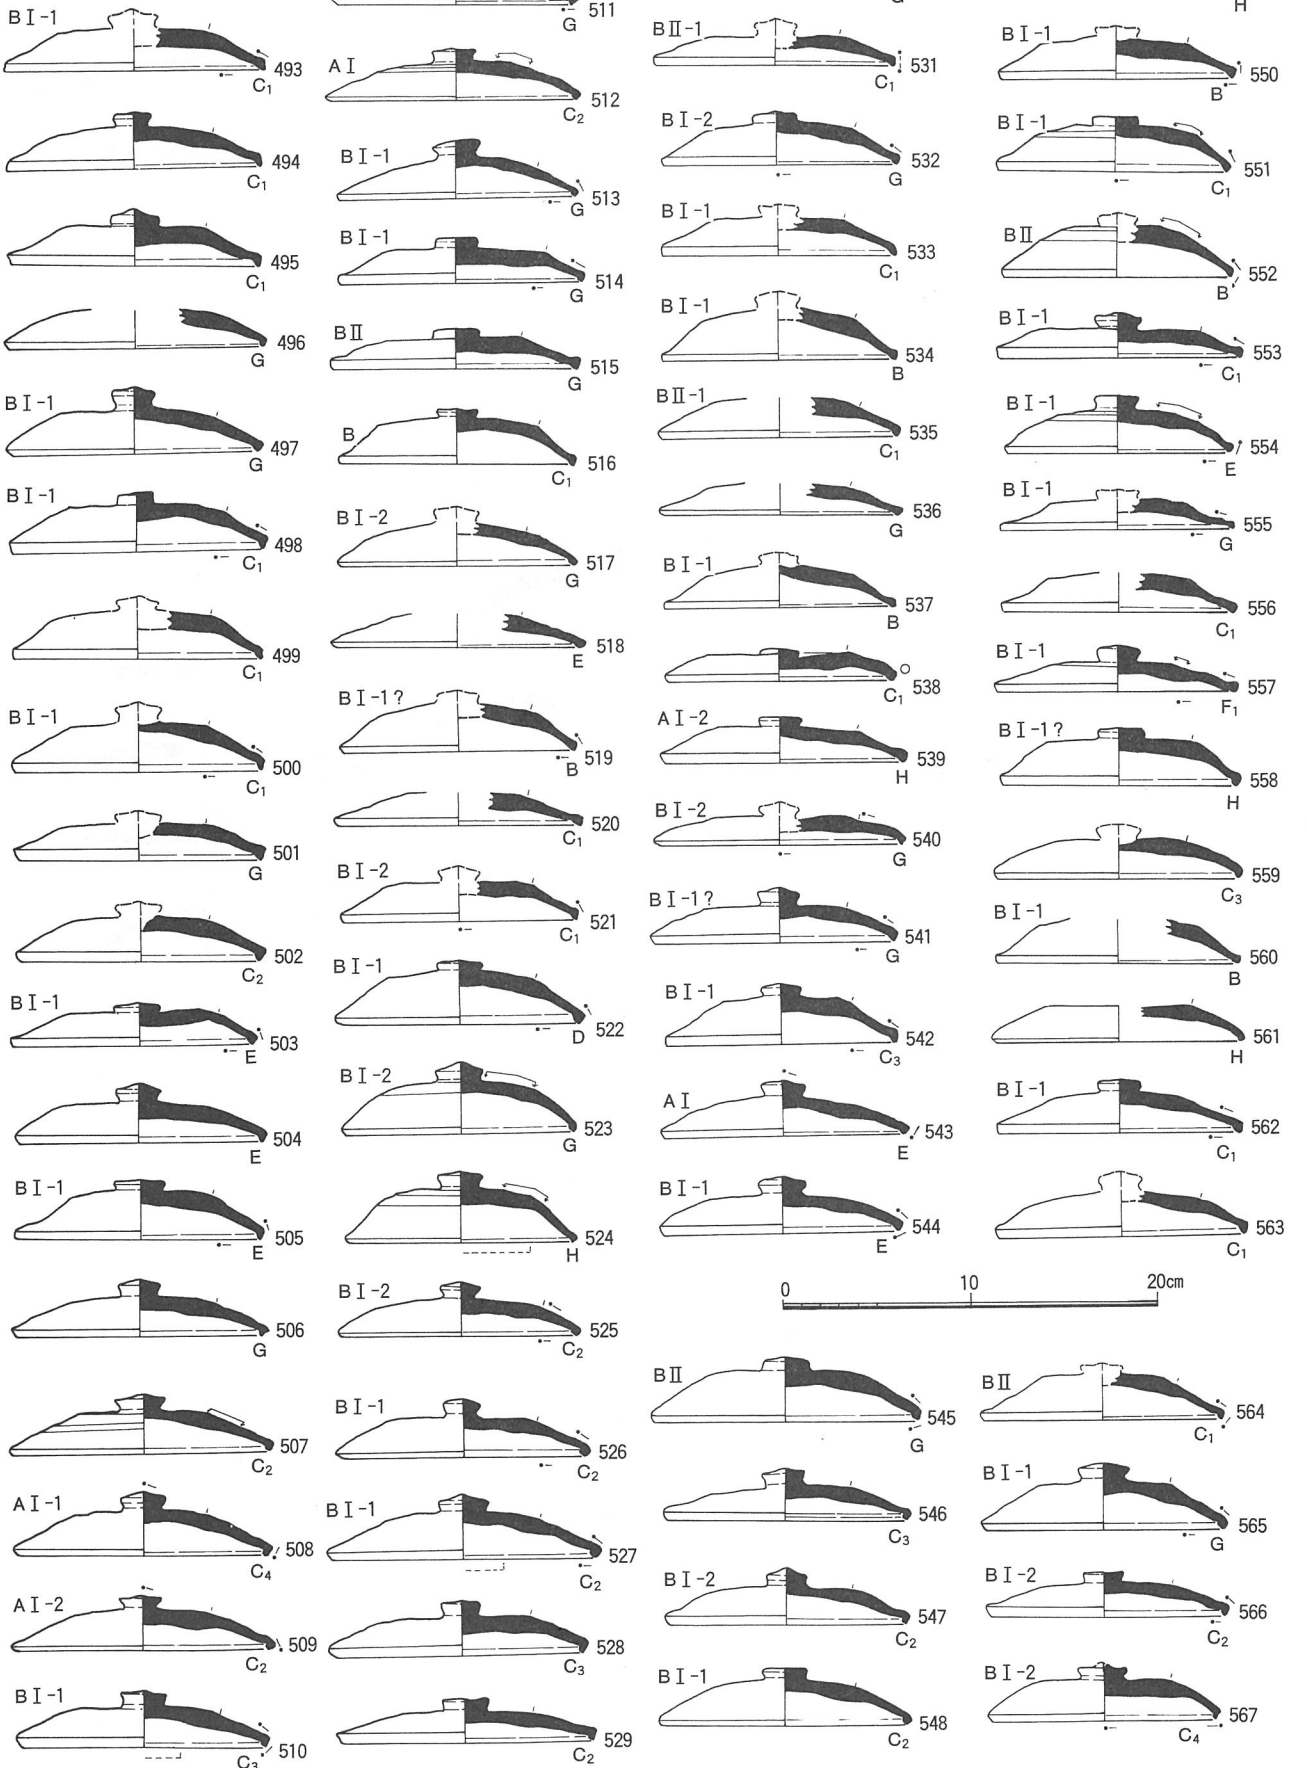 BⅠ-1
493
C1
494
C1
495
C1
496
G
BⅠ-1
497
G
BⅠ-1
498
C1
499
C1
BⅠ-1
500
C1
501
G
502
C2
BⅠ-1
503
E
504
E
BⅠ-1
505
E
506
G
507
C2
AⅠ-1
508
C4
AⅠ-2
509
C2
BⅠ-1
510
C3
511
G
AⅠ
512
C2
BⅠ-1
513
G
BⅠ-1
514
G
BⅡ
515
G
B
516
C1
BⅠ-2
517
G
518
E
BⅠ-1?
519
B
520
C1
BⅠ-2
521
C1
BⅠ-1
522
D
BⅠ-2
523
G
524
H
BⅠ-2
525
C2
BⅠ-1
526
C2
BⅠ-1
527
C2
528
C3
529
C2
BⅡ-1
531
C1
BⅠ-2
532
G
BⅠ-1
533
C1
BⅠ-1
534
B
BⅡ-1
535
C1
536
G
BⅠ-1
537
B
538
C1
AⅠ-2
539
H
BⅠ-2
540
G
BⅠ-1?
541
G
BⅠ-1
542
C3
AⅠ
543
E
BⅠ-1
544
E
H
BⅠ-1
550
B
BⅠ-1
551
C1
BⅡ
552
B
BⅠ-1
553
C1
BⅠ-1
554
E
BⅠ-1
555
G
556
C1
BⅠ-1
557
F1
BⅠ-1?
558
H
559
C3
BⅠ-1
560
B
561
H
BⅠ-1
562
C1
563
C1
0 10 20cm
BⅡ
545
G
546
C3
BⅠ-2
547
C2
BⅠ-1
548
C2
BⅡ
564
C1
BⅠ-1
565
G
BⅠ-2
566
C2
BⅠ-2
567
C4